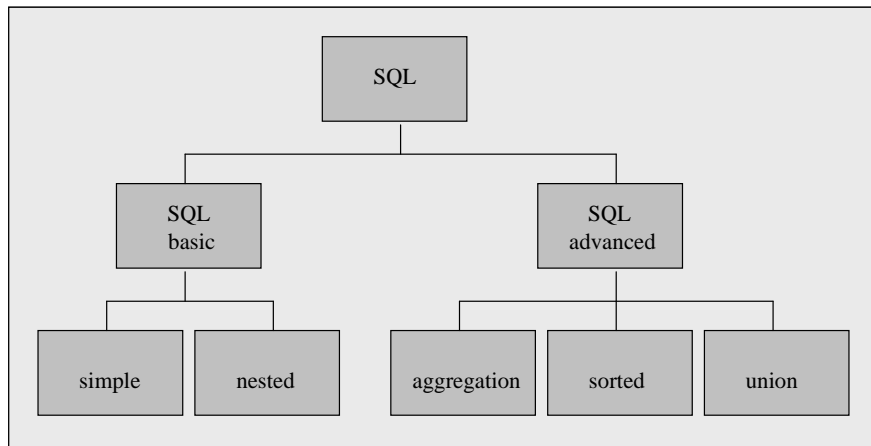 SQL
SQL
basic
SQL
advanced
simple
nested
aggregation
sorted
union